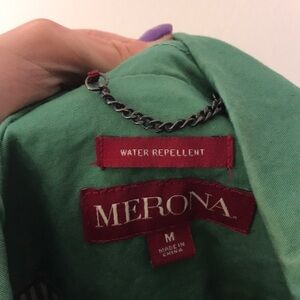 WATER REPELLENT
MERONA
M
MADE IN
CHINA